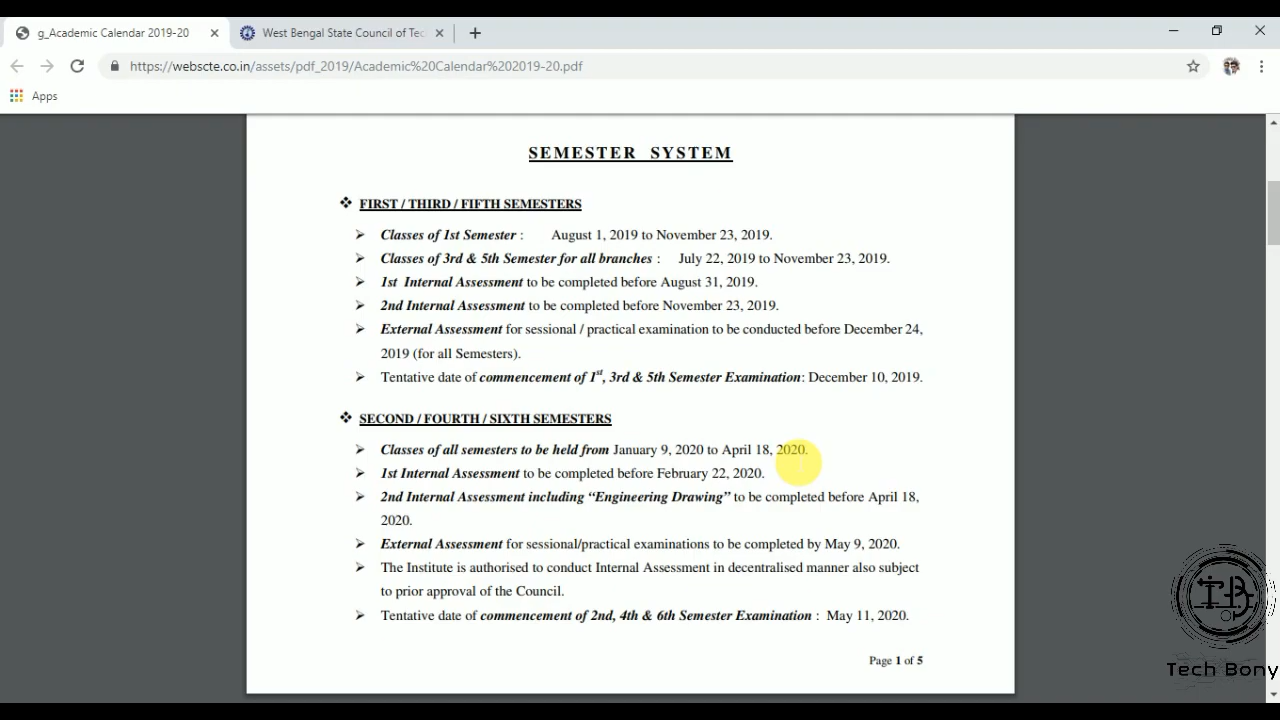 g_Academic Calendar 2019-20
West Bengal State Council of Tec
https://webscte.co.in/assets/pdf_2019/Academic%20Calendar%202019-20.pdf
Apps
SEMESTER SYSTEM
❖ FIRST / THIRD / FIFTH SEMESTERS
➢ Classes of 1st Semester : August 1, 2019 to November 23, 2019.
➢ Classes of 3rd & 5th Semester for all branches : July 22, 2019 to November 23, 2019.
➢ 1st Internal Assessment to be completed before August 31, 2019.
➢ 2nd Internal Assessment to be completed before November 23, 2019.
➢ External Assessment for sessional / practical examination to be conducted before December 24,
2019 (for all Semesters).
➢ Tentative date of commencement of 1st, 3rd & 5th Semester Examination: December 10, 2019.
❖ SECOND / FOURTH / SIXTH SEMESTERS
➢ Classes of all semesters to be held from January 9, 2020 to April 18, 2020.
➢ 1st Internal Assessment to be completed before February 22, 2020.
➢ 2nd Internal Assessment including “Engineering Drawing” to be completed before April 18,
2020.
➢ External Assessment for sessional/practical examinations to be completed by May 9, 2020.
➢ The Institute is authorised to conduct Internal Assessment in decentralised manner also subject
to prior approval of the Council.
➢ Tentative date of commencement of 2nd, 4th & 6th Semester Examination : May 11, 2020.
Page 1 of 5
TB
Tech Bony